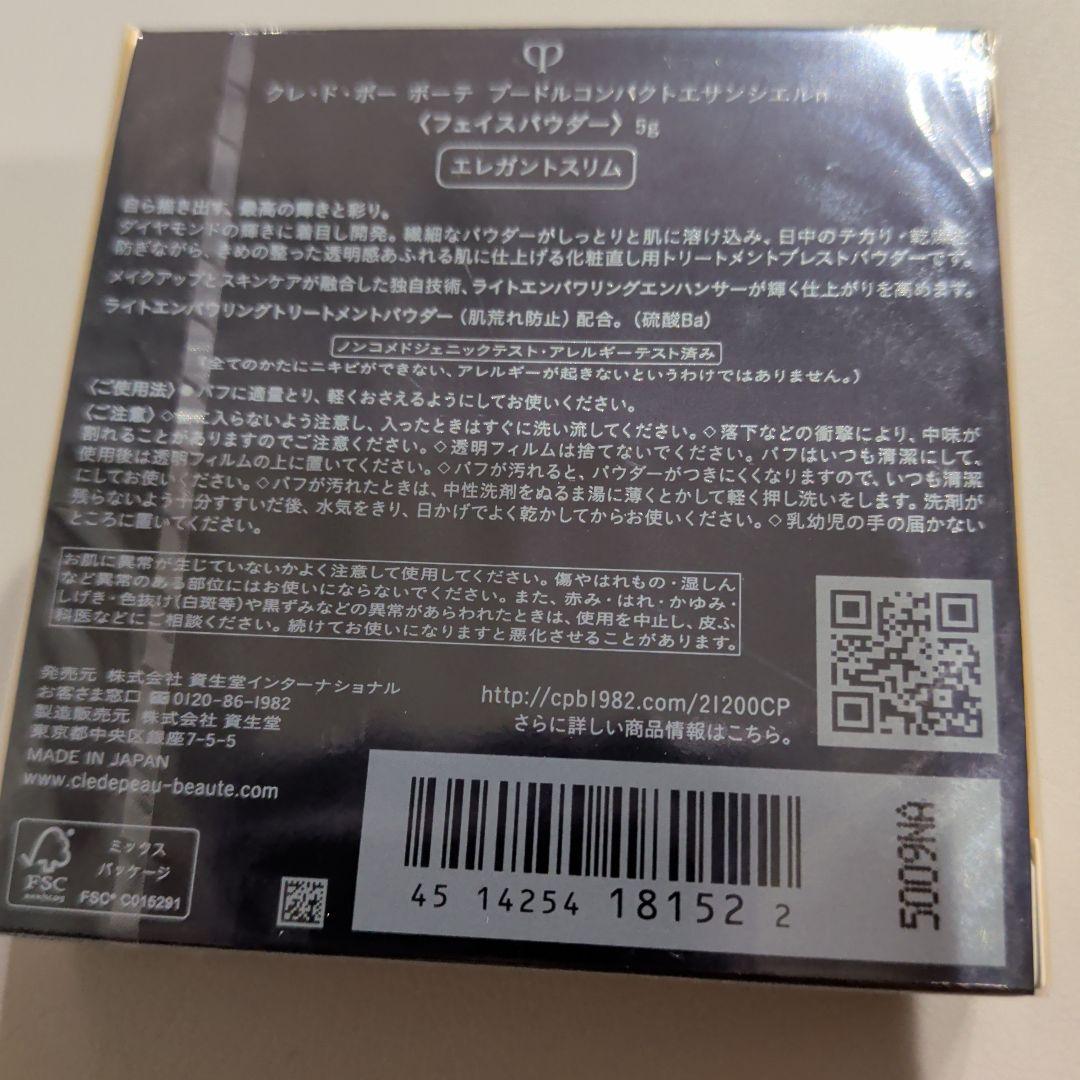 クレ・ド・ポー ボーテ プードルコンパクトエサンシエルn
〈フェイスパウダー〉 5g
エレガントスリム
自ら描き出す、最高の輝きと彩り。
ダイヤモンドの輝きに着目し開発。繊細なパウダーがしっとりと肌に溶け込み、日中のテカリ・乾燥を
防ぎながら、きめの整った透明感あふれる肌に仕上げる化粧直し用トリートメントプレストパウダーです。
メイクアップとスキンケアが融合した独自技術、ライトエンパワリングエンハンサーが輝く仕上がりを高めます。
ライトエンパワリングトリートメントパウダー（肌荒れ防止）配合。（硫酸Ba）
ノンコメドジェニックテスト・アレルギーテスト済み
（全てのかたにニキビができない、アレルギーが起きないというわけではありません。）
〈ご使用法〉●パフに適量とり、軽くおさえるようにしてお使いください。
〈ご注意〉◇ に入らないよう注意し、入ったときはすぐに洗い流してください。◇落下などの衝撃により、中味が
割れることがありますのでご注意ください。◇透明フィルムは捨てないでください。パフはいつも清潔にして、
使用後は透明フィルムの上に置いてください。◇パフが汚れると、パウダーがつきにくくなりますので、いつも清潔
にしてお使いください。◇パフが汚れたときは、中性洗剤をぬるま湯に薄くとかして軽く押し洗いをします。洗剤が
残らないよう十分すすいだ後、水気をきり、日かげでよく乾かしてからお使いください。◇乳幼児の手の届かない
ところに置いてください。
お肌に異常が生じていないかよく注意して使用してください。傷やはれもの・湿しん
など異常のある部位にはお使いにならないでください。また、赤み・はれ・かゆみ・
しげき・色抜け（白斑等）や黒ずみなどの異常があらわれたときは、使用を中止し、皮ふ
科医などにご相談ください。続けてお使いになりますと悪化させることがあります。
発売元 株式会社 資生堂インターナショナル
お客さま窓口 ☎0120-86-1982
製造販売元 株式会社 資生堂
東京都中央区銀座7-5-5
MADE IN JAPAN
www.cledepeau-beaute.com
http://cpb1982.com/21200CP
さらに詳しい商品情報はこちら。
ミックス
パッケージ
FSC
www.fsc.org
FSC® C015291
45 14254 18152 2
5009NA